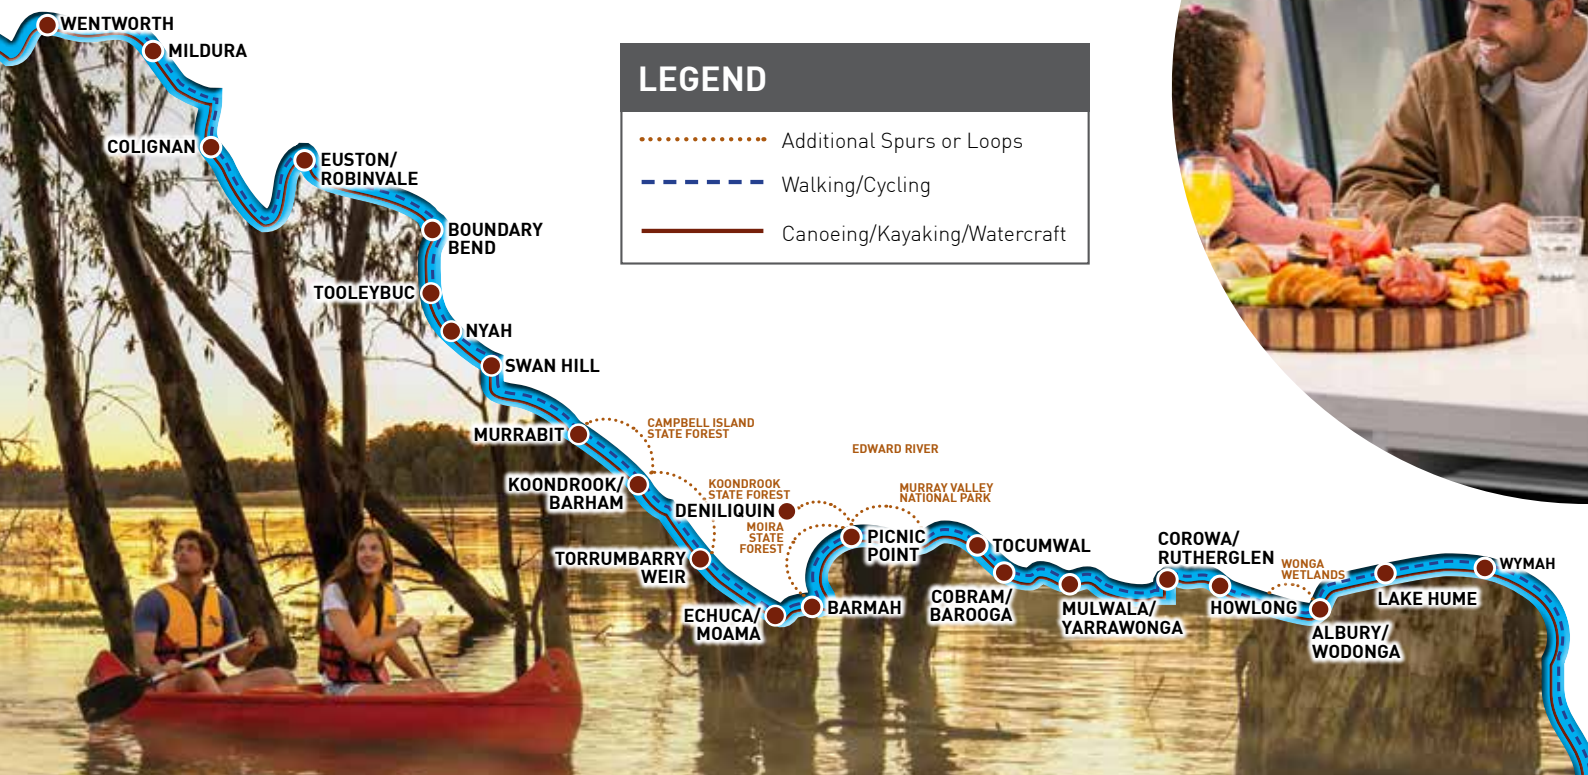 WENTWORTH
MILDURA
COLIGNAN
EUSTON/
ROBINVALE
BOUNDARY
BEND
TOOLEYBUC
NYAH
SWAN HILL
MURRABIT
KOONDROOK/
BARHAM
TORRUMBARRY
WEIR
ECHUCA/
MOAMA
BARMAH
DENILIQUIN
PICNIC
POINT
TOCUMWAL
COBRAM/
BAROOGA
MULWALA/
YARRAWONGA
COROWA/
RUTHERGLEN
HOWLONG
ALBURY/
WODONGA
LAKE HUME
WYMAH
CAMPBELL ISLAND
STATE FOREST
KOONDROOK
STATE FOREST
MOIRA
STATE
FOREST
EDWARD RIVER
MURRAY VALLEY
NATIONAL PARK
WONGA
WETLANDS
LEGEND
Additional Spurs or Loops
Walking/Cycling
Canoeing/Kayaking/Watercraft